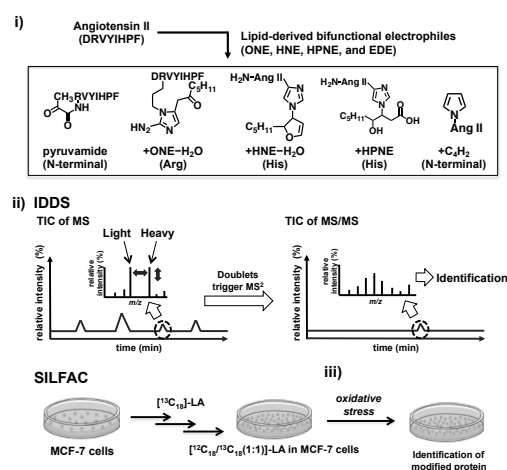 i)
Angiotensin II
(DRVYIHPF)
Lipid-derived bifunctional electrophiles
(ONE, HNE, HPNE, and EDE)
CH₃ RVYIHPF
O
NH
O O
pyruvamide
(N-terminal)
DRVYIHPF
C₅H₁₁
O
N
H₂N N
+ONE−H₂O
(Arg)
H₂N-Ang II
N
N
C₅H₁₁
O
+HNE−H₂O
(His)
H₂N-Ang II
N
N
O
C₅H₁₁ OH
OH
+HPNE
(His)
N
Ang II
+C₄H₂
(N-terminal)
ii) IDDS
TIC of MS
TIC of MS/MS
Light Heavy
relative intensity (%)
m/z
relative intensity (%)
time (min)
Doublets
trigger MS²
relative intensity (%)
m/z
Identification
relative intensity (%)
time (min)
SILFAC
iii)
[¹³C₁₈]-LA
oxidative
stress
MCF-7 cells
[¹²C₁₈/¹³C₁₈(1:1)]-LA in MCF-7 cells
Identification of
modified protein